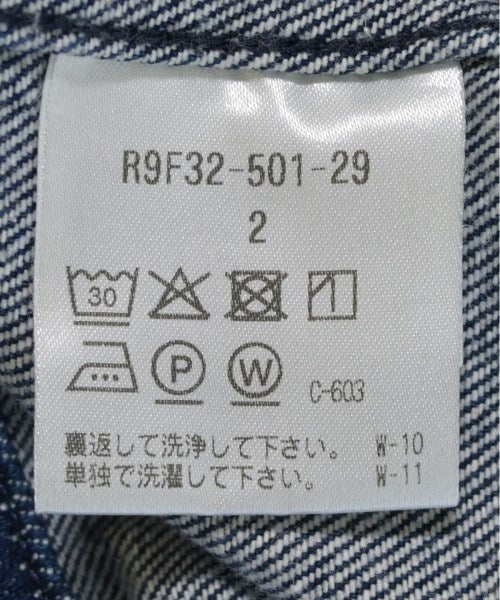 R9F32-501-29
2
30
P W C-603
裏返して洗浄して下さい。 W-10
単独で洗濯して下さい。 W-11